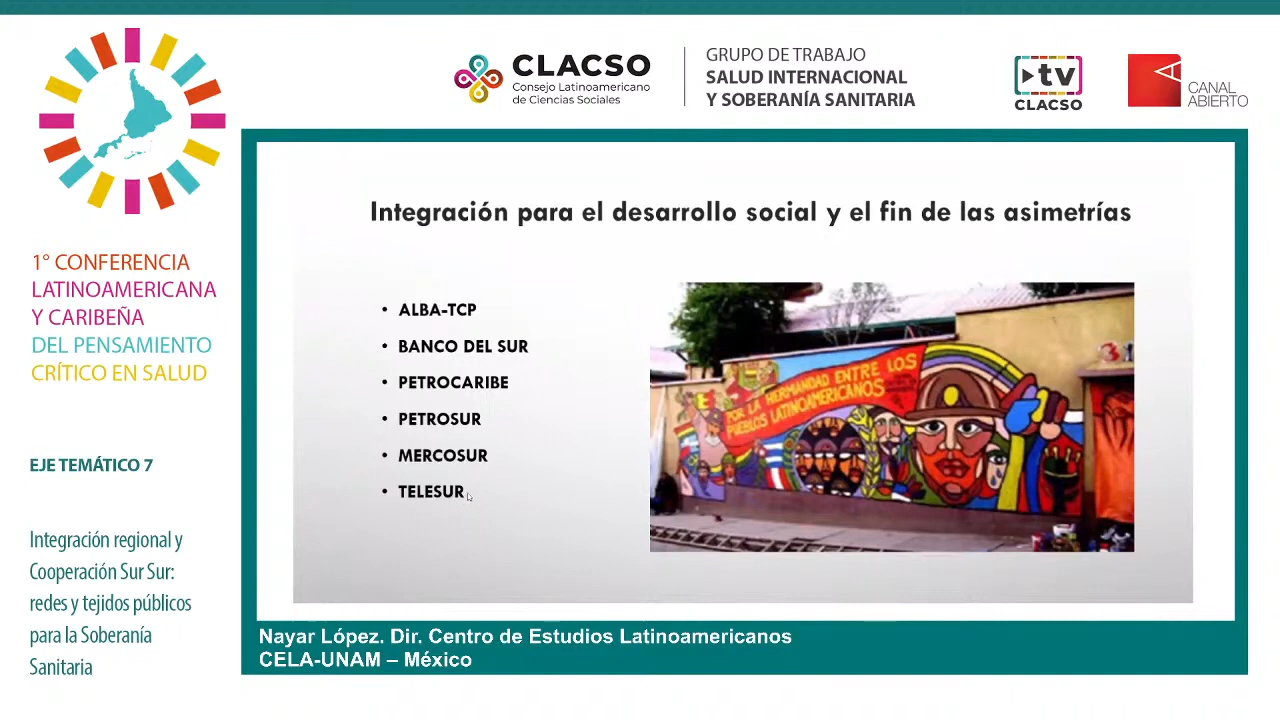 CLACSO
Consejo Latinoamericano
de Ciencias Sociales
GRUPO DE TRABAJO
SALUD INTERNACIONAL
Y SOBERANÍA SANITARIA
tv
CLACSO
CANAL
ABIERTO
1° CONFERENCIA
LATINOAMERICANA
Y CARIBEÑA
DEL PENSAMIENTO
CRÍTICO EN SALUD
EJE TEMÁTICO 7
Integración regional y
Cooperación Sur Sur:
redes y tejidos públicos
para la Soberanía
Sanitaria
Integración para el desarrollo social y el fin de las asimetrías
• ALBA-TCP
• BANCO DEL SUR
• PETROCARIBE
• PETROSUR
• MERCOSUR
• TELESUR
POR LA HERMANDAD ENTRE LOS
PUEBLOS LATINOAMERICANOS
Nayar López. Dir. Centro de Estudios Latinoamericanos
CELA-UNAM – México